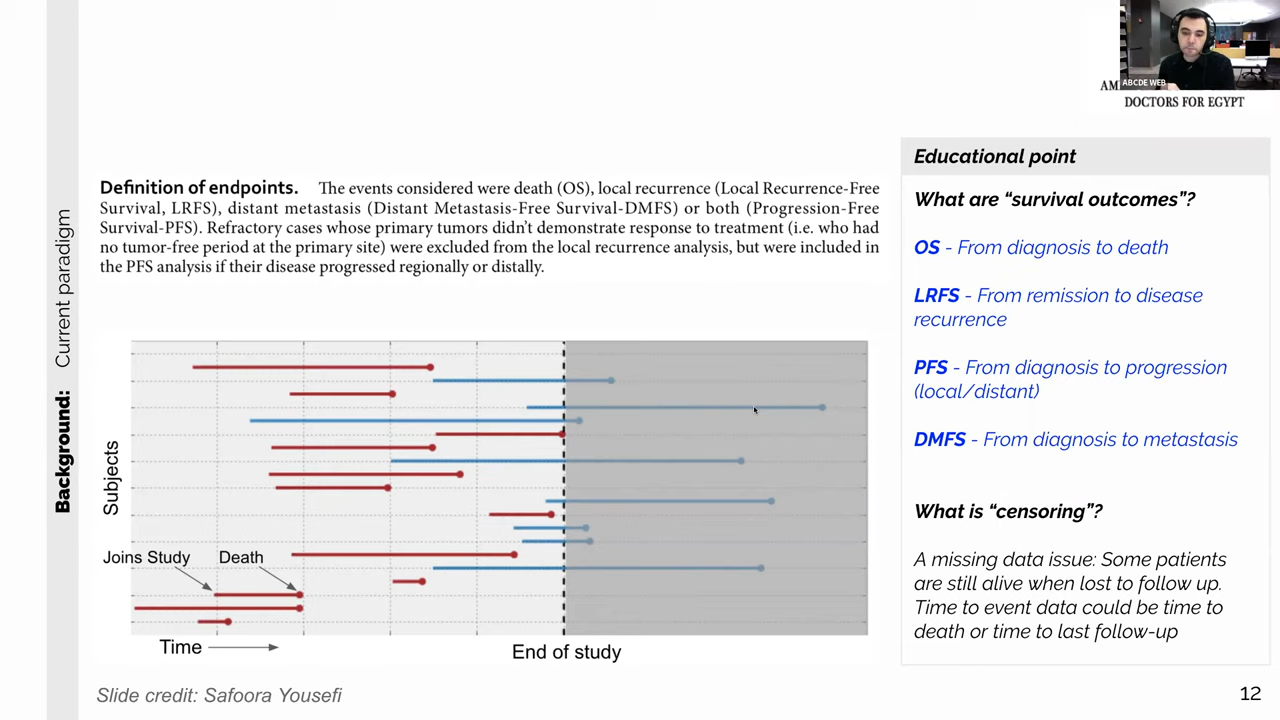 ABCDE WEB
AM
DOCTORS FOR EGYPT
Background: Current paradigm
Definition of endpoints. The events considered were death (OS), local recurrence (Local Recurrence-Free
Survival, LRFS), distant metastasis (Distant Metastasis-Free Survival-DMFS) or both (Progression-Free
Survival-PFS). Refractory cases whose primary tumors didn't demonstrate response to treatment (i.e. who had
no tumor-free period at the primary site) were excluded from the local recurrence analysis, but were included in
the PFS analysis if their disease progressed regionally or distally.
Subjects
Joins Study
Death
Time
End of study
Educational point
What are “survival outcomes”?
OS - From diagnosis to death
LRFS - From remission to disease
recurrence
PFS - From diagnosis to progression
(local/distant)
DMFS - From diagnosis to metastasis
What is “censoring”?
A missing data issue: Some patients
are still alive when lost to follow up.
Time to event data could be time to
death or time to last follow-up
Slide credit: Safoora Yousefi
12